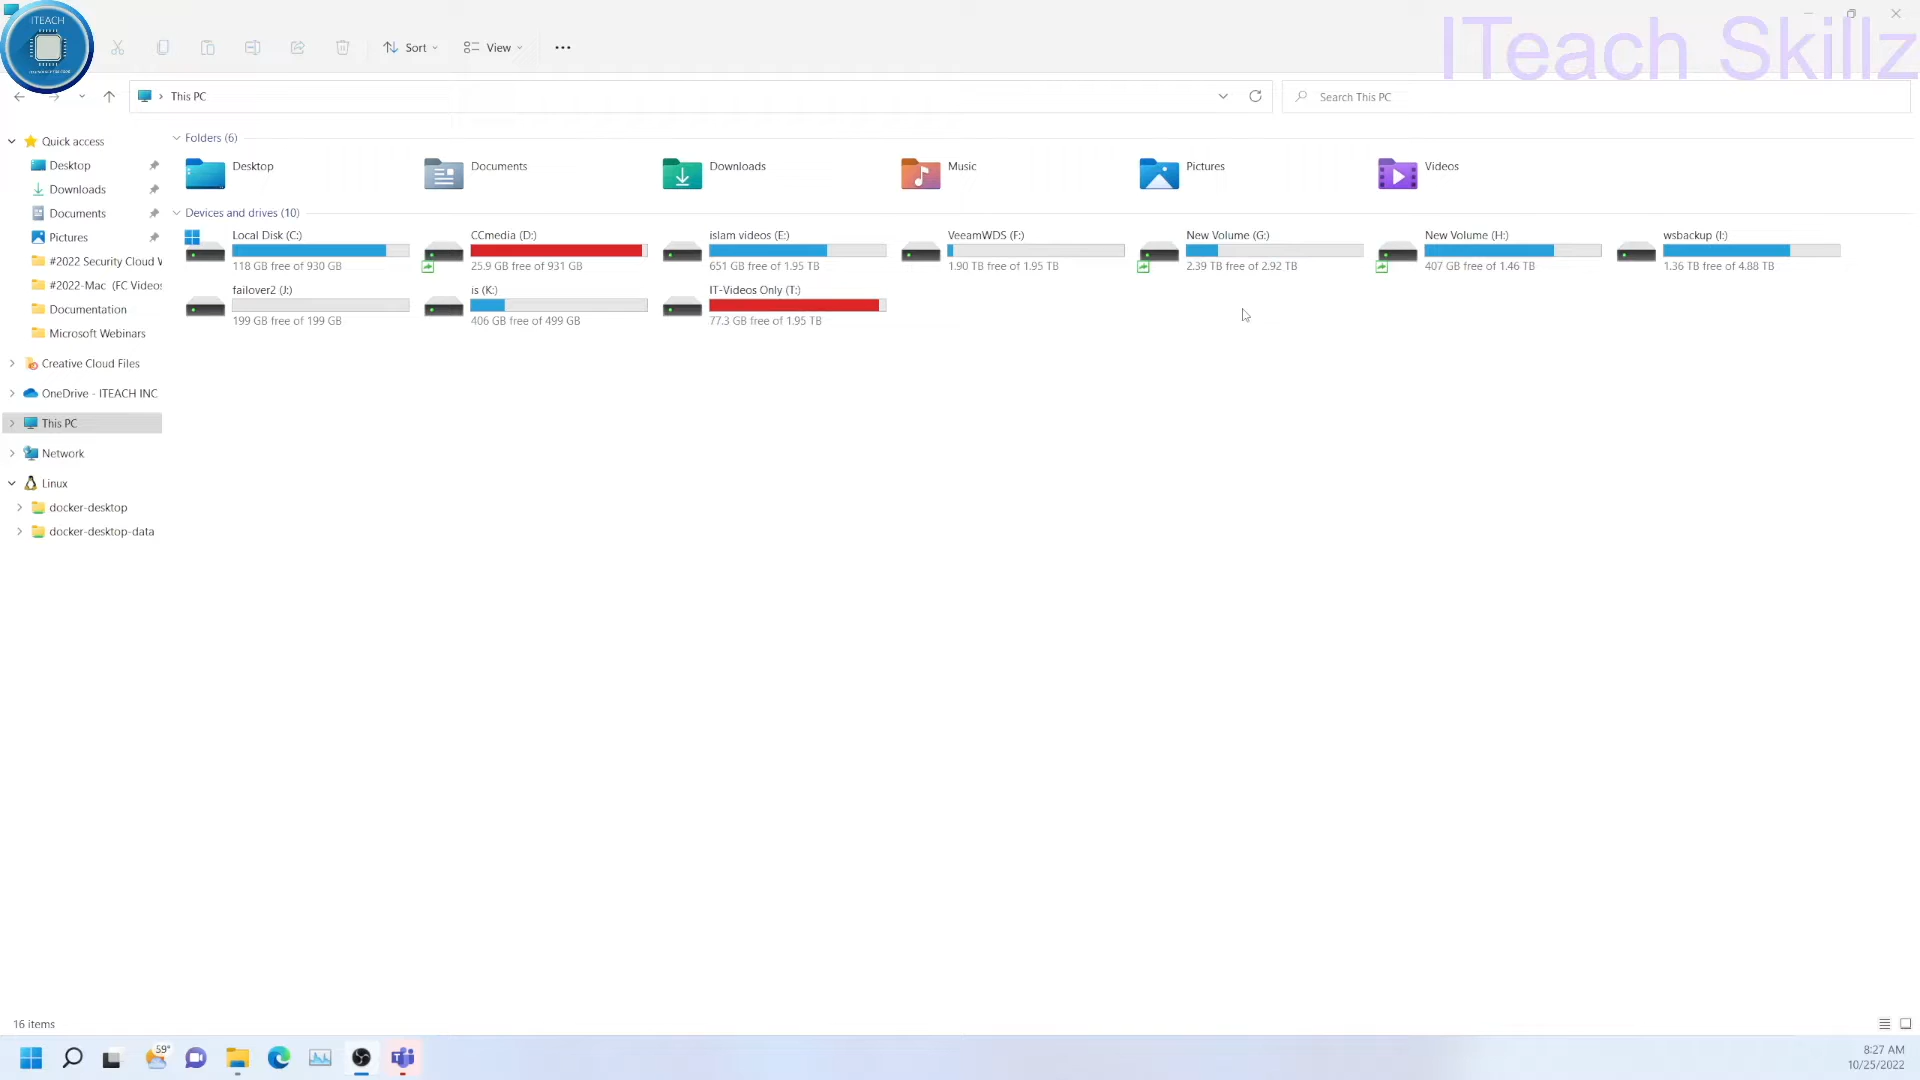 ITEACH
ITeach Skillz
Sort
View
This PC
Search This PC
Quick access
Desktop
Downloads
Documents
Pictures
#2022 Security Cloud W
#2022-Mac (FC Videos
Documentation
Microsoft Webinars
Creative Cloud Files
OneDrive - ITEACH INC
This PC
Network
Linux
docker-desktop
docker-desktop-data
Folders (6)
Desktop
Documents
Downloads
Music
Pictures
Videos
Devices and drives (10)
Local Disk (C:)
118 GB free of 930 GB
CCmedia (D:)
25.9 GB free of 931 GB
islam videos (E:)
651 GB free of 1.95 TB
VeeamWDS (F:)
1.90 TB free of 1.95 TB
New Volume (G:)
2.39 TB free of 2.92 TB
New Volume (H:)
407 GB free of 1.46 TB
wsbackup (I:)
1.36 TB free of 4.88 TB
failover2 (J:)
199 GB free of 199 GB
is (K:)
406 GB free of 499 GB
IT-Videos Only (T:)
77.3 GB free of 1.95 TB
16 items
59°
8:27 AM
10/25/2022